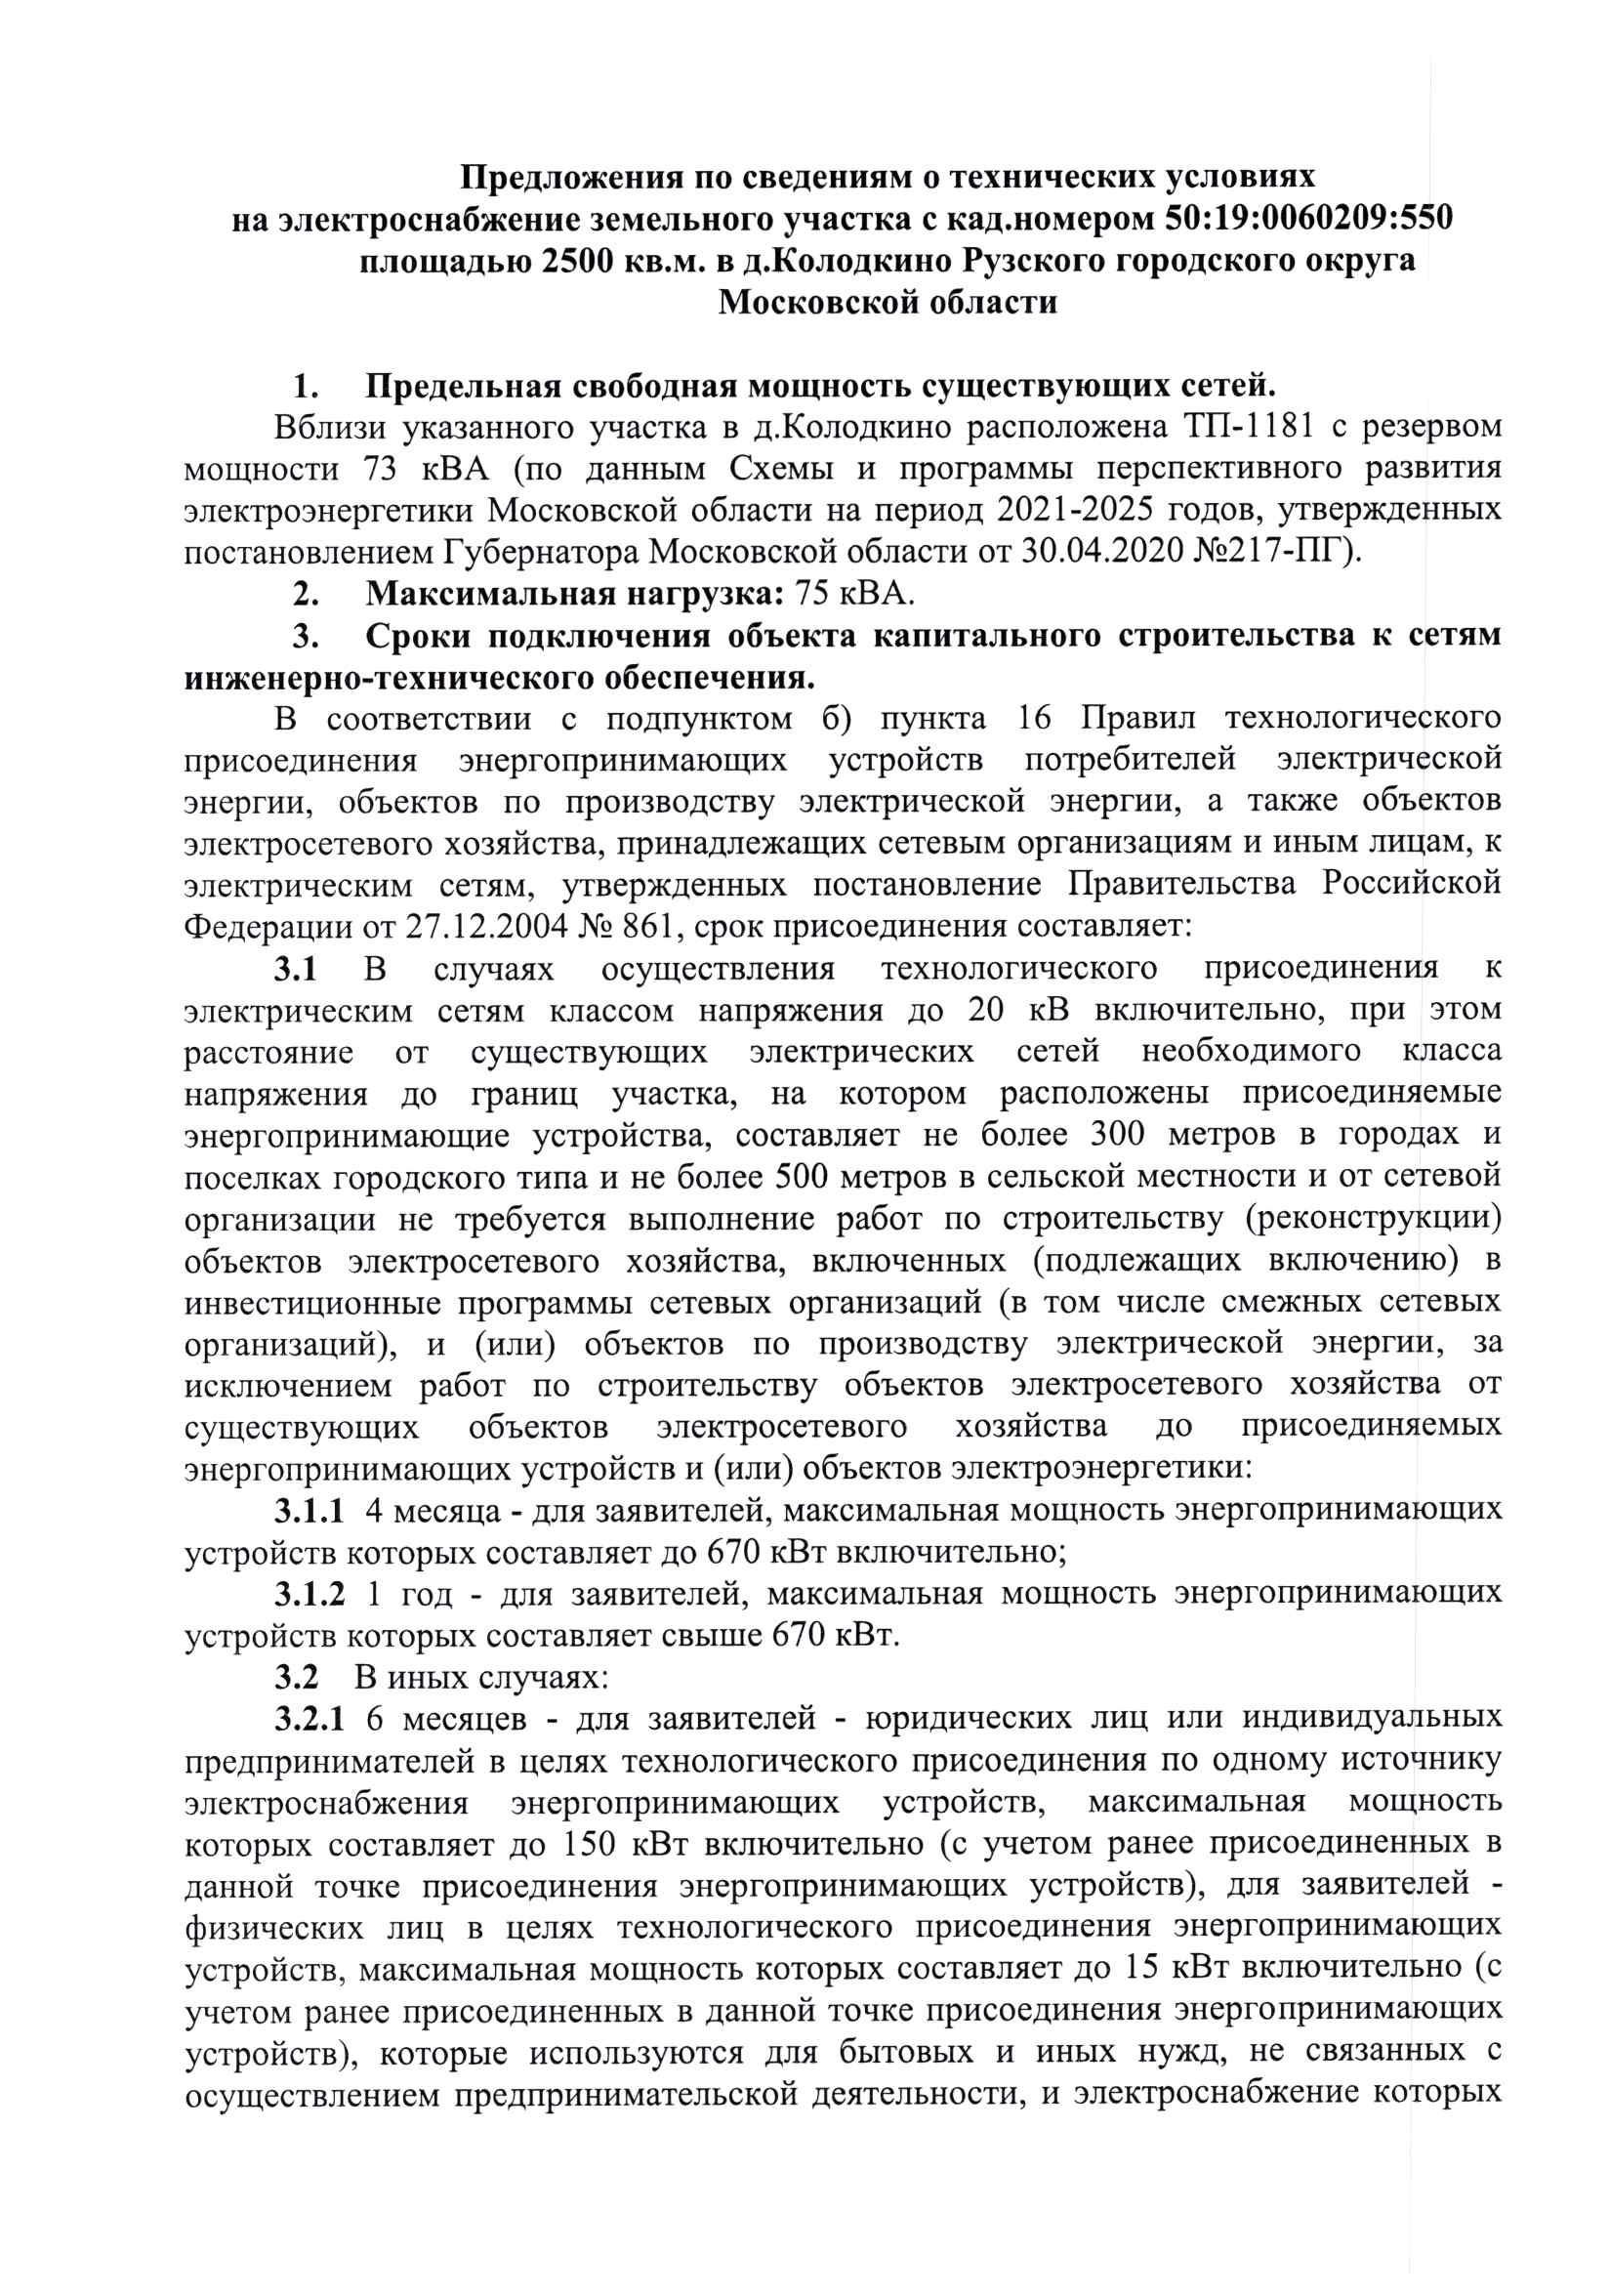 Предложения по сведениям о технических условиях
на электроснабжение земельного участка с кад.номером 50:19:0060209:550
площадью 2500 кв.м. в д.Колодкино Рузского городского округа
Московской области
1. Предельная свободная мощность существующих сетей.
Вблизи указанного участка в д.Колодкино расположена ТП-1181 с резервом
мощности 73 кВА (по данным Схемы и программы перспективного развития
электроэнергетики Московской области на период 2021-2025 годов, утвержденных
постановлением Губернатора Московской области от 30.04.2020 №217-ПГ).
2. Максимальная нагрузка: 75 кВА.
3. Сроки подключения объекта капитального строительства к сетям
инженерно-технического обеспечения.
В соответствии с подпунктом б) пункта 16 Правил технологического
присоединения энергопринимающих устройств потребителей электрической
энергии, объектов по производству электрической энергии, а также объектов
электросетевого хозяйства, принадлежащих сетевым организациям и иным лицам, к
электрическим сетям, утвержденных постановление Правительства Российской
Федерации от 27.12.2004 № 861, срок присоединения составляет:
3.1 В случаях осуществления технологического присоединения к
электрическим сетям классом напряжения до 20 кВ включительно, при этом
расстояние от существующих электрических сетей необходимого класса
напряжения до границ участка, на котором расположены присоединяемые
энергопринимающие устройства, составляет не более 300 метров в городах и
поселках городского типа и не более 500 метров в сельской местности и от сетевой
организации не требуется выполнение работ по строительству (реконструкции)
объектов электросетевого хозяйства, включенных (подлежащих включению) в
инвестиционные программы сетевых организаций (в том числе смежных сетевых
организаций), и (или) объектов по производству электрической энергии, за
исключением работ по строительству объектов электросетевого хозяйства от
существующих объектов электросетевого хозяйства до присоединяемых
энергопринимающих устройств и (или) объектов электроэнергетики:
3.1.1 4 месяца - для заявителей, максимальная мощность энергопринимающих
устройств которых составляет до 670 кВт включительно;
3.1.2 1 год - для заявителей, максимальная мощность энергопринимающих
устройств которых составляет свыше 670 кВт.
3.2 В иных случаях:
3.2.1 6 месяцев - для заявителей - юридических лиц или индивидуальных
предпринимателей в целях технологического присоединения по одному источнику
электроснабжения энергопринимающих устройств, максимальная мощность
которых составляет до 150 кВт включительно (с учетом ранее присоединенных в
данной точке присоединения энергопринимающих устройств), для заявителей -
физических лиц в целях технологического присоединения энергопринимающих
устройств, максимальная мощность которых составляет до 15 кВт включительно (с
учетом ранее присоединенных в данной точке присоединения энергопринимающих
устройств), которые используются для бытовых и иных нужд, не связанных с
осуществлением предпринимательской деятельности, и электроснабжение которых